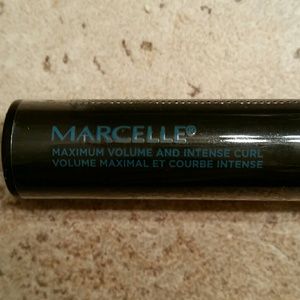 MARCELLE®
MAXIMUM VOLUME AND INTENSE CURL
VOLUME MAXIMAL ET COURBE INTENSE